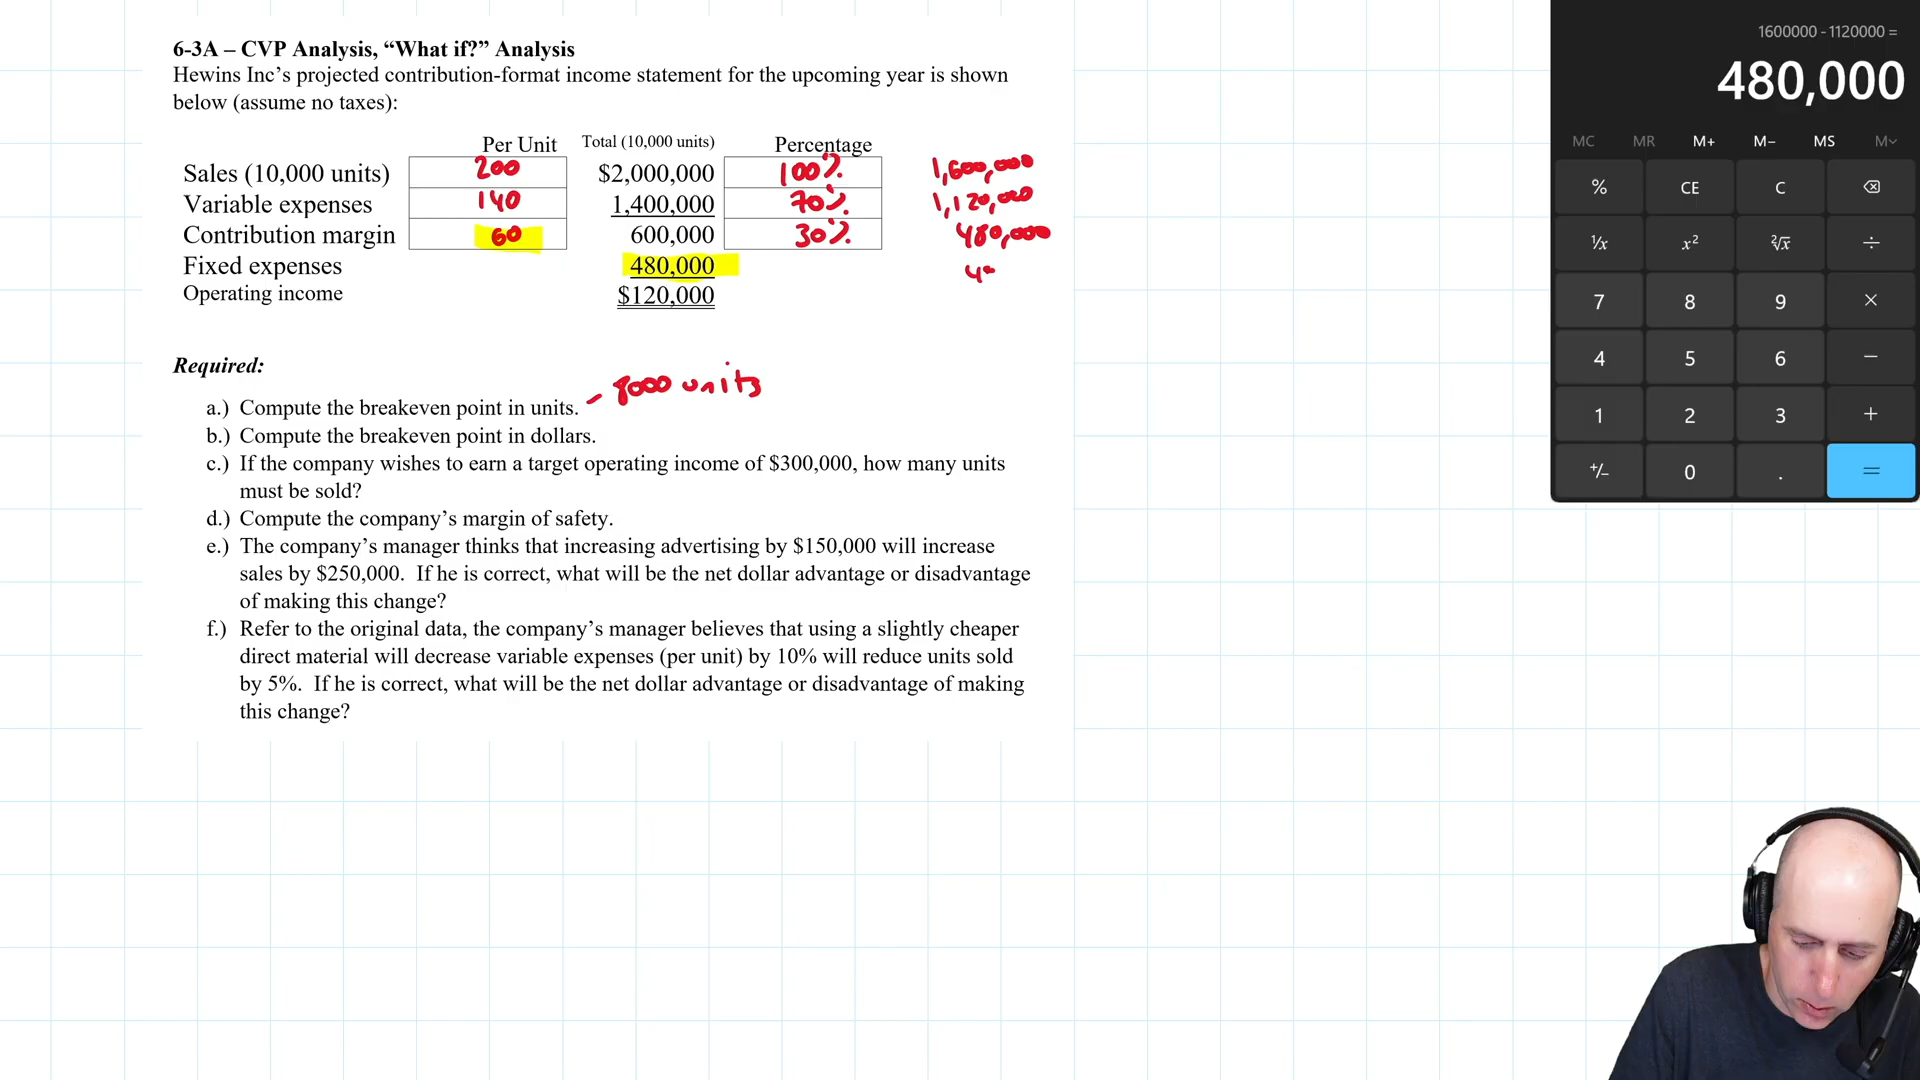 6-3A – CVP Analysis, “What if?” Analysis
Hewins Inc’s projected contribution-format income statement for the upcoming year is shown
below (assume no taxes):
Per Unit Total (10,000 units) Percentage
Sales (10,000 units) 200 $2,000,000 100% 1,600,000
Variable expenses 140 1,400,000 70% 1,120,000
Contribution margin 60 600,000 30% 480,000
Fixed expenses 480,000
Operating income $120,000
Required:
a.) Compute the breakeven point in units. – 8000 units
b.) Compute the breakeven point in dollars.
c.) If the company wishes to earn a target operating income of $300,000, how many units
must be sold?
d.) Compute the company’s margin of safety.
e.) The company’s manager thinks that increasing advertising by $150,000 will increase
sales by $250,000. If he is correct, what will be the net dollar advantage or disadvantage
of making this change?
f.) Refer to the original data, the company’s manager believes that using a slightly cheaper
direct material will decrease variable expenses (per unit) by 10% will reduce units sold
by 5%. If he is correct, what will be the net dollar advantage or disadvantage of making
this change?
1600000 - 1120000 =
480,000
MC MR M+ M− MS M˅
% CE C ⌫
¹/x x² ²√x ÷
7 8 9 ×
4 5 6 −
1 2 3 +
+/− 0 . =